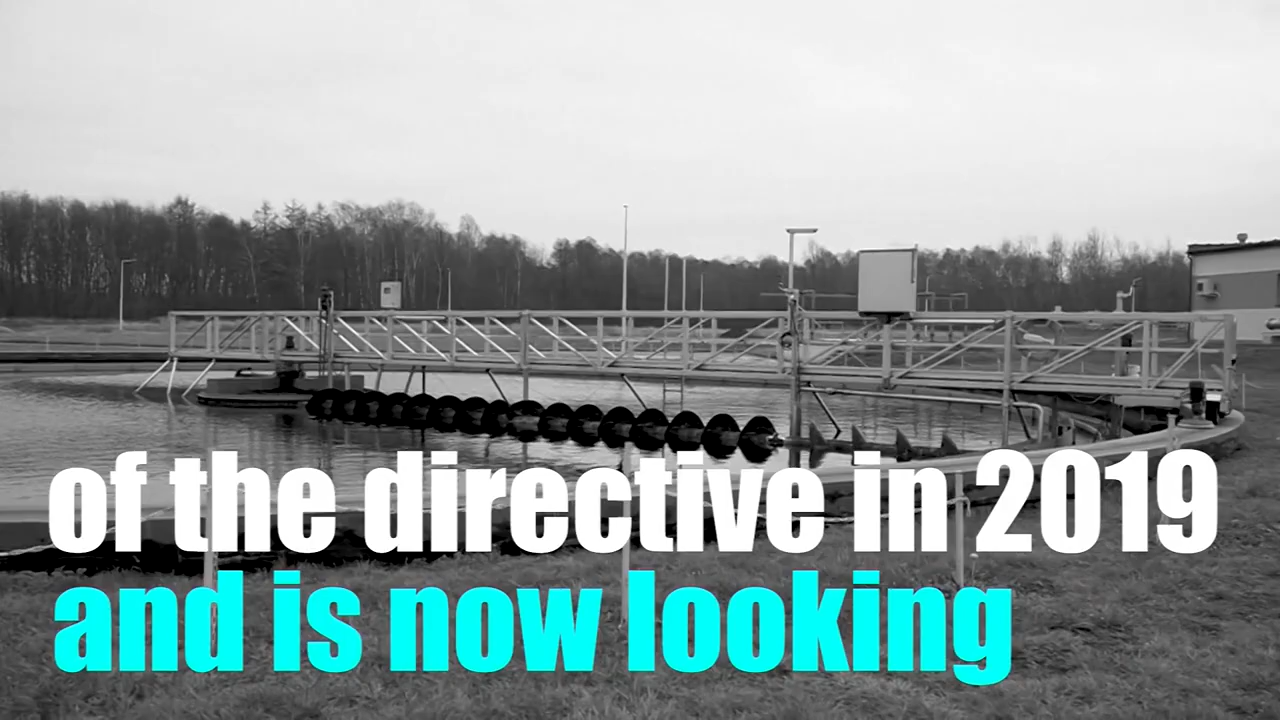 of the directive in 2019
and is now looking